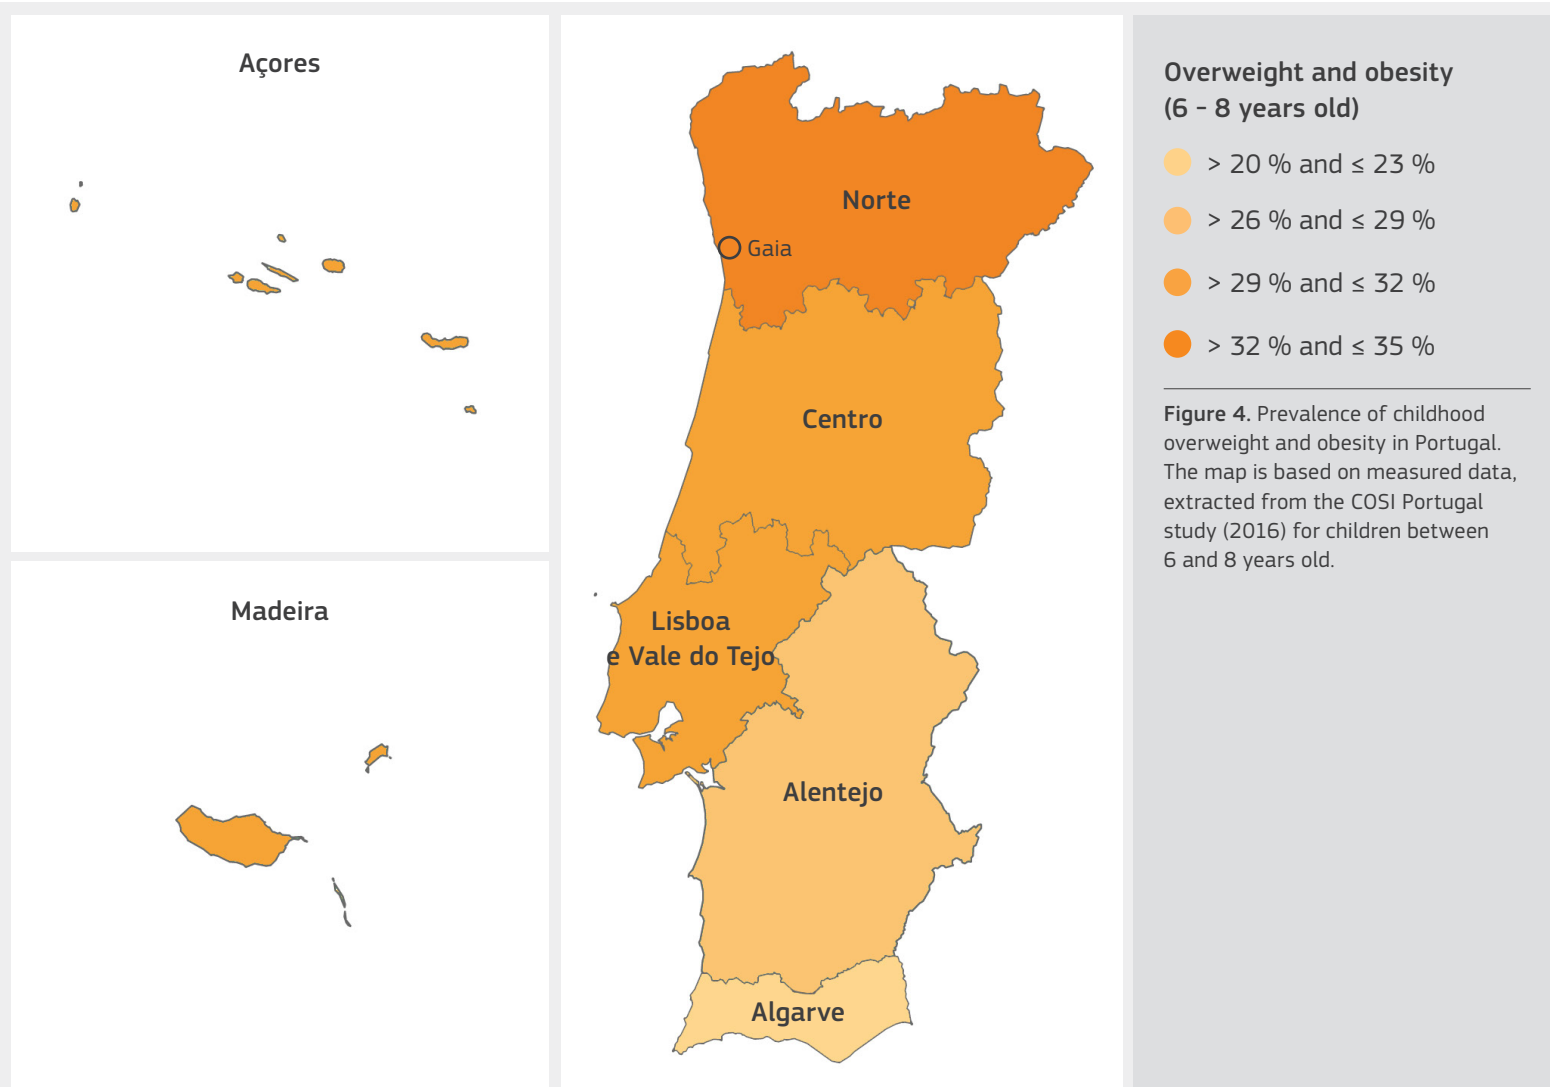 Açores
Madeira
Norte
Gaia
Centro
Lisboa
e Vale do Tejo
Alentejo
Algarve
Overweight and obesity
(6 - 8 years old)
> 20 % and ≤ 23 %
> 26 % and ≤ 29 %
> 29 % and ≤ 32 %
> 32 % and ≤ 35 %
Figure 4. Prevalence of childhood
overweight and obesity in Portugal.
The map is based on measured data,
extracted from the COSI Portugal
study (2016) for children between
6 and 8 years old.